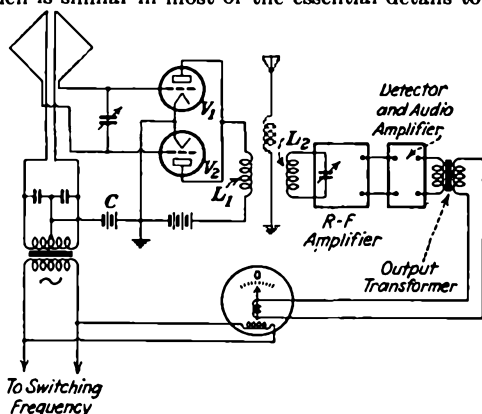 which is similar in most of the essential details to
Detector
and Audio
Amplifier
V1
V2
L1
L2
C
R-F
Amplifier
Output
Transformer
0
To Switching
Frequency